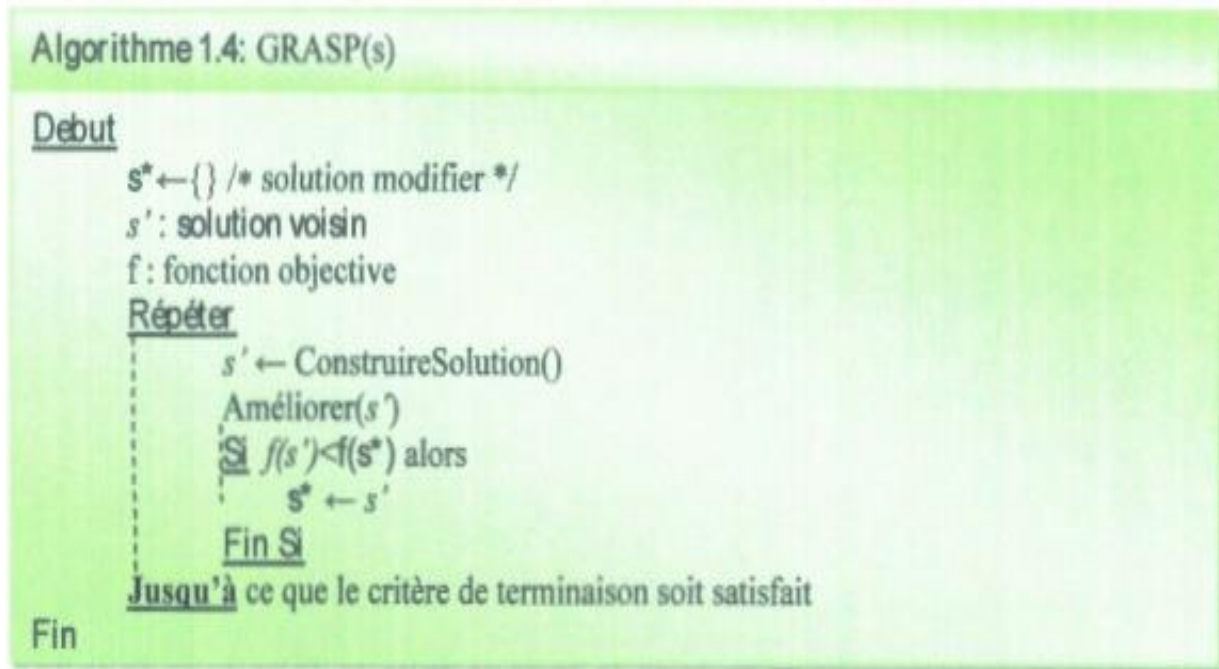 Algorithme 1.4: GRASP(s)
Debut
s*←{} /* solution modifier */
s' : solution voisin
f : fonction objective
Répéter
s' ← ConstruireSolution()
Améliorer(s')
Si f(s')<f(s*) alors
s* ← s'
Fin Si
Jusqu'à ce que le critère de terminaison soit satisfait
Fin